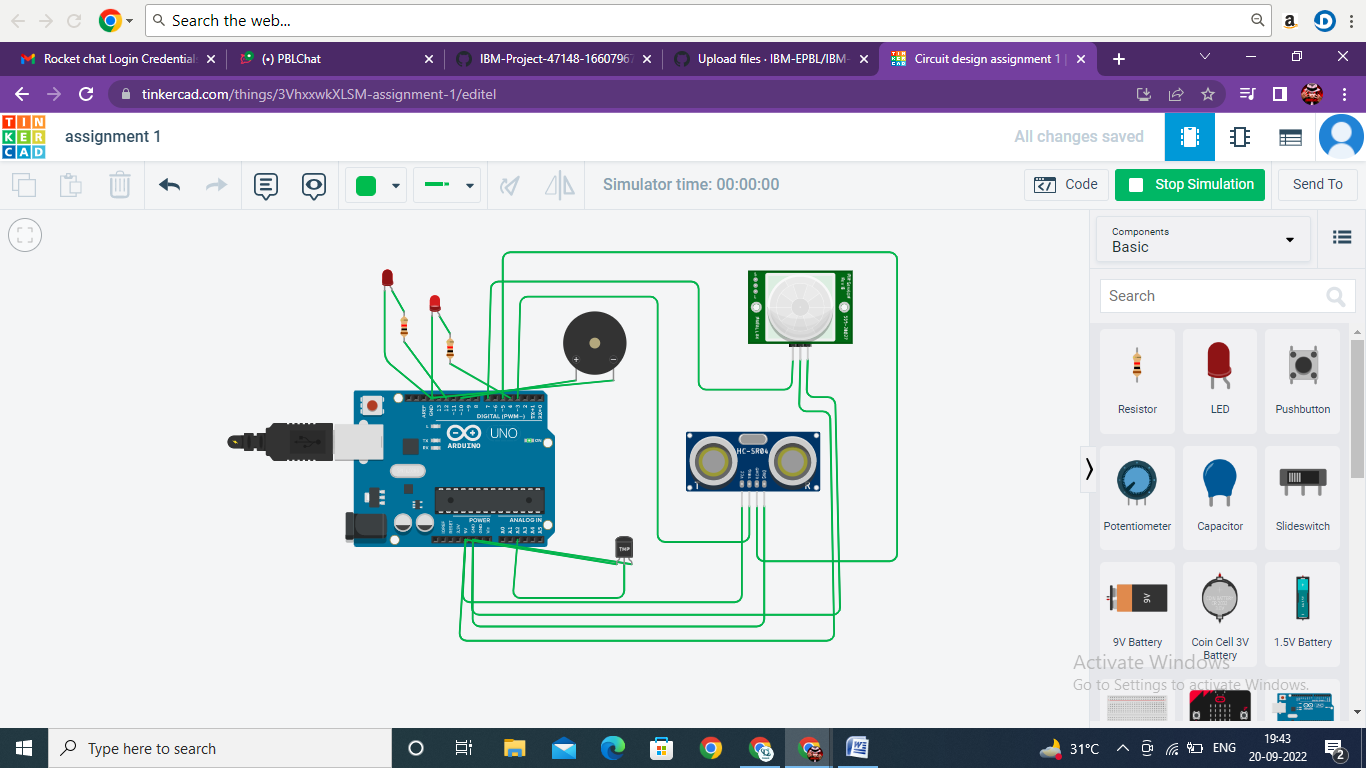 Search the web...
Rocket chat Login Credential
(•) PBLChat
IBM-Project-47148-1660796
Upload files · IBM-EPBL/IBM-
Circuit design assignment 1 |
tinkercad.com/things/3VhxxwkXLSM-assignment-1/editel
TIN
KER
CAD
assignment 1
All changes saved
Simulator time: 00:00:00
Code
Stop Simulation
Send To
Components
Basic
Search
Resistor
LED
Pushbutton
Potentiometer
Capacitor
Slideswitch
9V
9V Battery
Coin Cell 3V
Battery
1.5V Battery
DIGITAL (PWM~)
UNO
ARDUINO
ON
POWER
ANALOG IN
HC-SR04
T
R
TMP
Activate Windows
Go to Settings to activate Windows.
Type here to search
31°C
ENG
19:43
20-09-2022
2